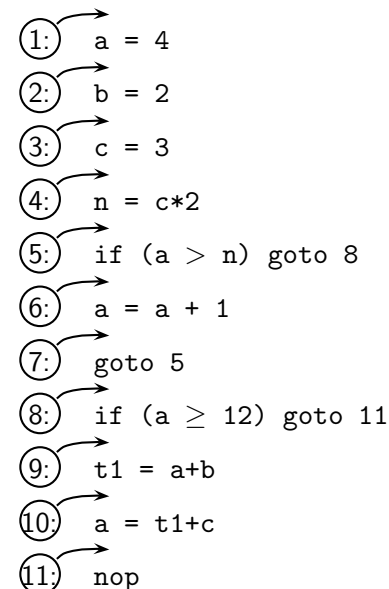 1: a = 4
2: b = 2
3: c = 3
4: n = c*2
5: if (a > n) goto 8
6: a = a + 1
7: goto 5
8: if (a ≥ 12) goto 11
9: t1 = a+b
10: a = t1+c
11: nop